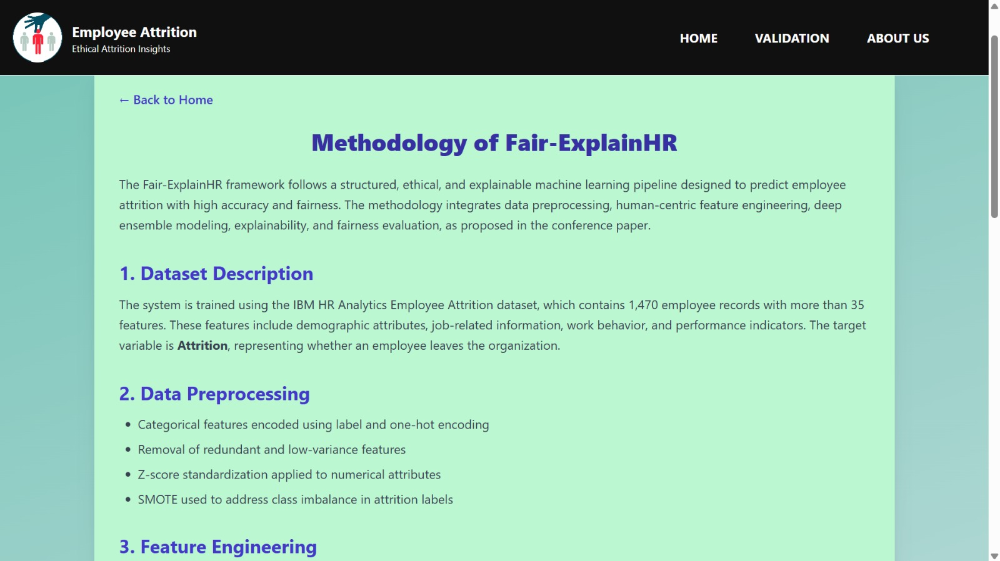 Employee Attrition
Ethical Attrition Insights
HOME
VALIDATION
ABOUT US
← Back to Home
Methodology of Fair-ExplainHR
The Fair-ExplainHR framework follows a structured, ethical, and explainable machine learning pipeline designed to predict employee
attrition with high accuracy and fairness. The methodology integrates data preprocessing, human-centric feature engineering, deep
ensemble modeling, explainability, and fairness evaluation, as proposed in the conference paper.
1. Dataset Description
The system is trained using the IBM HR Analytics Employee Attrition dataset, which contains 1,470 employee records with more than 35
features. These features include demographic attributes, job-related information, work behavior, and performance indicators. The target
variable is Attrition, representing whether an employee leaves the organization.
2. Data Preprocessing
• Categorical features encoded using label and one-hot encoding
• Removal of redundant and low-variance features
• Z-score standardization applied to numerical attributes
• SMOTE used to address class imbalance in attrition labels
3. Feature Engineering